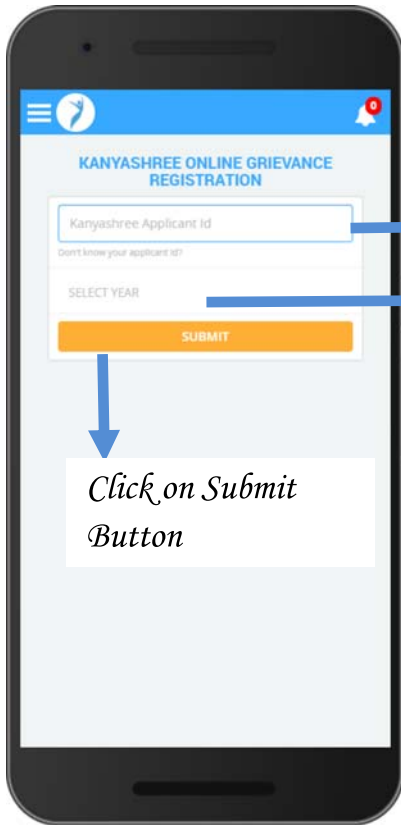 0
KANYASHREE ONLINE GRIEVANCE
REGISTRATION
Kanyashree Applicant Id
Don't know your applicant id?
SELECT YEAR
SUBMIT
Click on Submit
Button